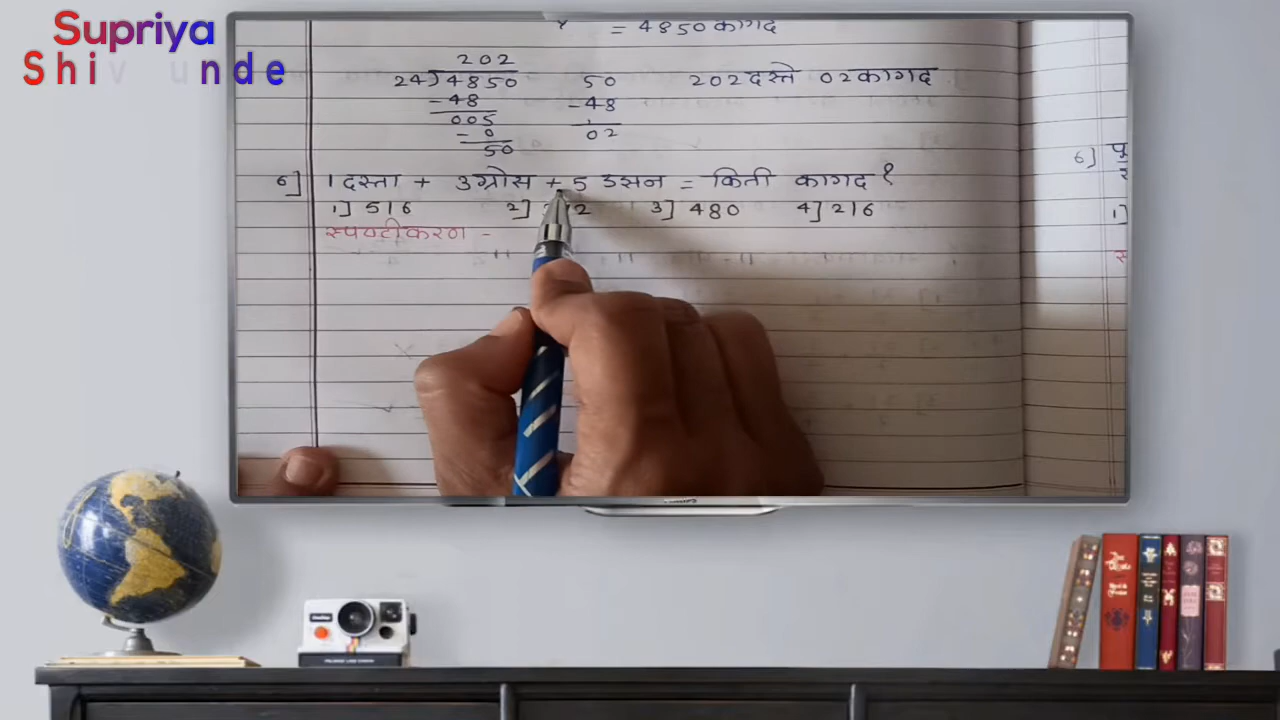 Supriya
Shiv unde
= 4850 कागद
202
24)4850 50 202 दस्ते 02 कागद
-48 -48
005 02
- 0
50
6] 1 दस्ता + 3 ग्रोस + 5 डझन = किती कागद?
1] 516 2] 3] 480 4] 216
स्पष्टीकरण -
6]
1]